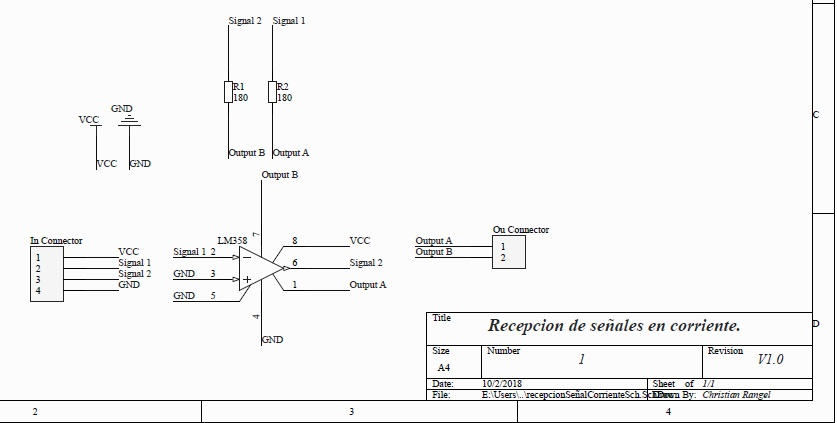 Signal 2 Signal 1
R1 R2
180 180
C
GND
VCC
Output B Output A
VCC GND
Output B
7
In Connector
LM358
Ou Connector
1 VCC
2 Signal 1
3 Signal 2
4 GND
Signal 1 2
8 VCC
GND 3
6 Signal 2
GND 5
1 Output A
Output A 1
Output B 2
4
GND
D
Title
Recepcion de señales en corriente.
Size Number Revision
A4 1 V1.0
Date: 10/2/2018 Sheet of 1/1
File: E:\Users\..\recepcionSeñalCorrienteSch.SchDoc Drawn By: Christian Rangel
2 3 4